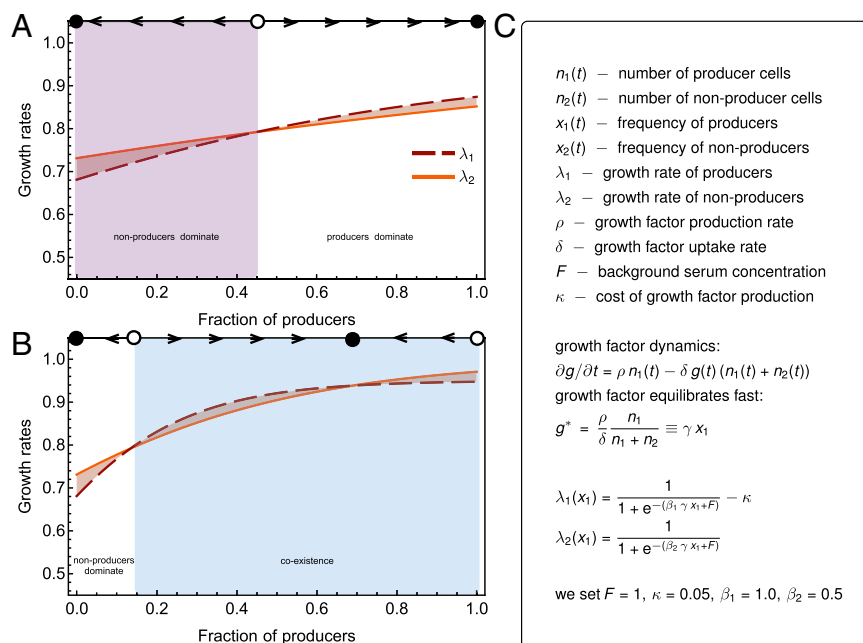 A
1.0
0.9
0.8
0.7
0.6
0.5
Growth rates
λ₁
λ₂
non-producers dominate
producers dominate
0.0 0.2 0.4 0.6 0.8 1.0
Fraction of producers
B
1.0
0.9
0.8
0.7
0.6
0.5
Growth rates
non-producers
dominate
co-existence
0.0 0.2 0.4 0.6 0.8 1.0
Fraction of producers
C
n₁(t) – number of producer cells
n₂(t) – number of non-producer cells
x₁(t) – frequency of producers
x₂(t) – frequency of non-producers
λ₁ – growth rate of producers
λ₂ – growth rate of non-producers
ρ – growth factor production rate
δ – growth factor uptake rate
F – background serum concentration
κ – cost of growth factor production
growth factor dynamics:
∂g/∂t = ρ n₁(t) − δ g(t) (n₁(t) + n₂(t))
growth factor equilibrates fast:
g* = ρ/δ n₁/(n₁ + n₂) ≡ γ x₁
λ₁(x₁) = 1/(1 + e^−(β₁ γ x₁+F)) − κ
λ₂(x₁) = 1/(1 + e^−(β₂ γ x₁+F))
we set F = 1, κ = 0.05, β₁ = 1.0, β₂ = 0.5